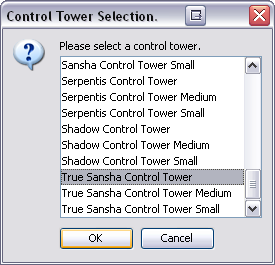 Control Tower Selection.
Please select a control tower.
Sansha Control Tower Small
Serpentis Control Tower
Serpentis Control Tower Medium
Serpentis Control Tower Small
Shadow Control Tower
Shadow Control Tower Medium
Shadow Control Tower Small
True Sansha Control Tower
True Sansha Control Tower Medium
True Sansha Control Tower Small
OK
Cancel